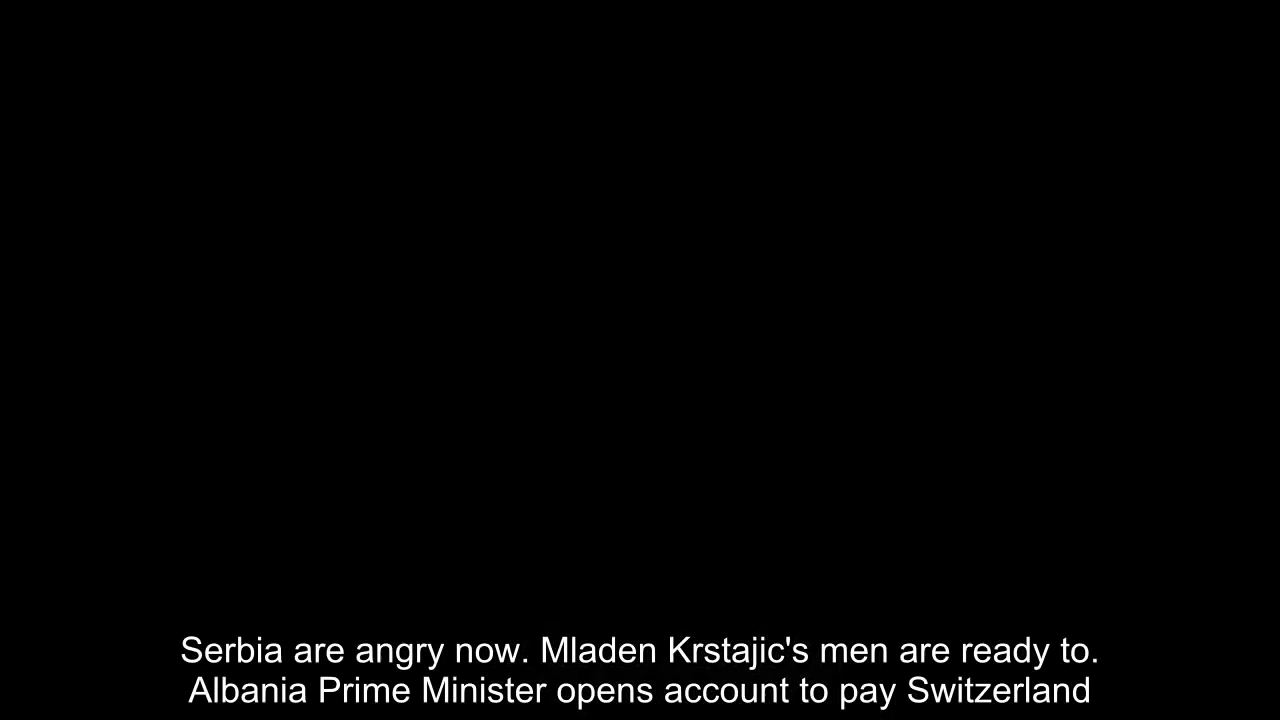 Serbia are angry now. Mladen Krstajic's men are ready to.
Albania Prime Minister opens account to pay Switzerland